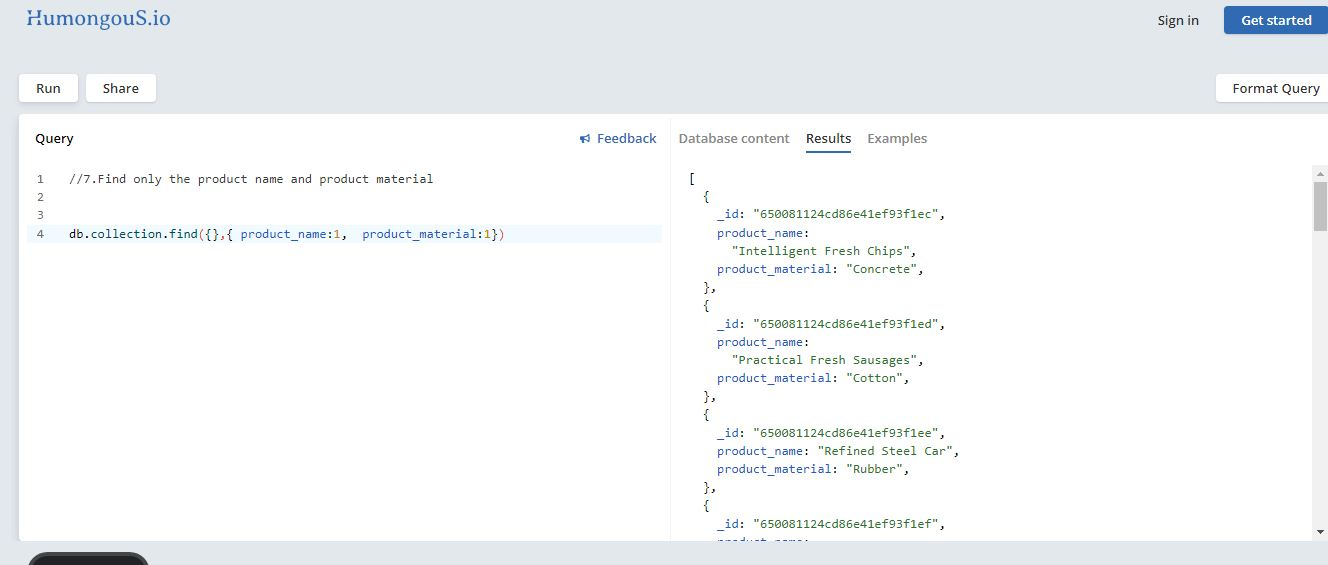 HumongouS.io
Sign in
Get started
Run
Share
Format Query
Query
Feedback
Database content
Results
Examples
1 //7.Find only the product name and product material
2
3
4 db.collection.find({},{ product_name:1,  product_material:1})
[
{
_id: "650081124cd86e41ef93f1ec",
product_name:
"Intelligent Fresh Chips",
product_material: "Concrete",
},
{
_id: "650081124cd86e41ef93f1ed",
product_name:
"Practical Fresh Sausages",
product_material: "Cotton",
},
{
_id: "650081124cd86e41ef93f1ee",
product_name: "Refined Steel Car",
product_material: "Rubber",
},
{
_id: "650081124cd86e41ef93f1ef",